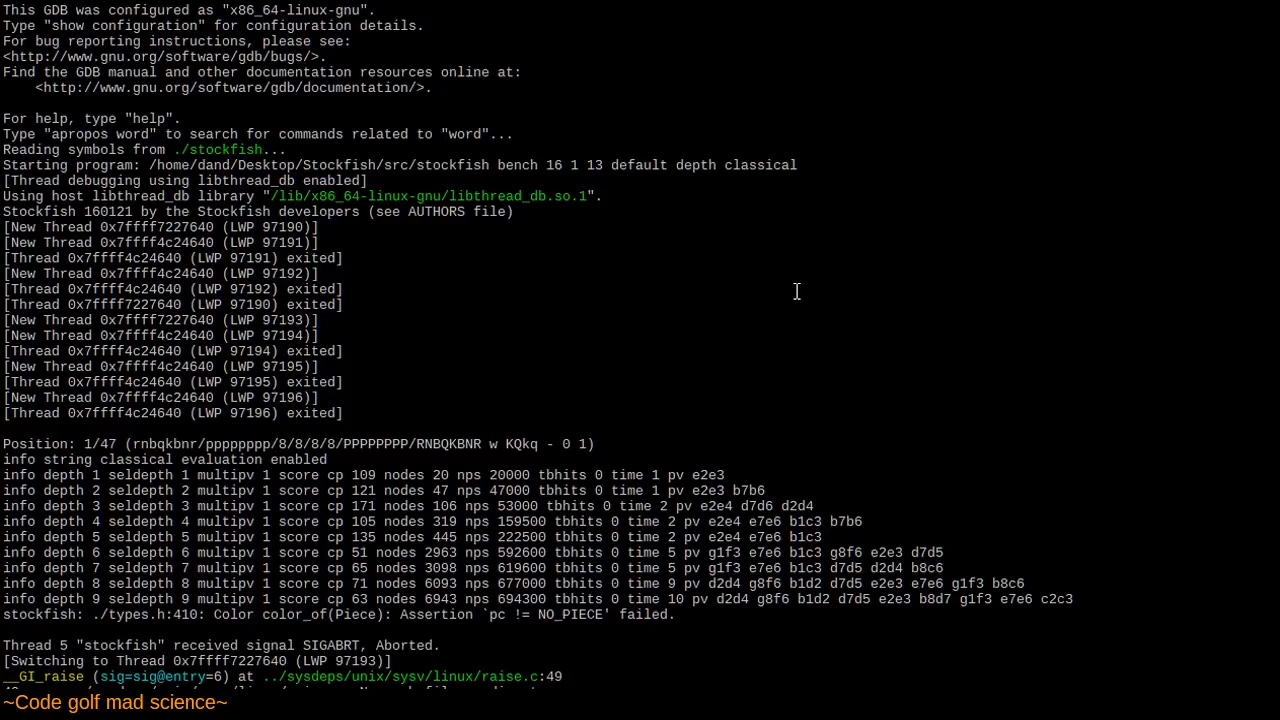 This GDB was configured as "x86_64-linux-gnu".
Type "show configuration" for configuration details.
For bug reporting instructions, please see:
<http://www.gnu.org/software/gdb/bugs/>.
Find the GDB manual and other documentation resources online at:
    <http://www.gnu.org/software/gdb/documentation/>.

For help, type "help".
Type "apropos word" to search for commands related to "word"...
Reading symbols from ./stockfish...
Starting program: /home/dand/Desktop/Stockfish/src/stockfish bench 16 1 13 default depth classical
[Thread debugging using libthread_db enabled]
Using host libthread_db library "/lib/x86_64-linux-gnu/libthread_db.so.1".
Stockfish 160121 by the Stockfish developers (see AUTHORS file)
[New Thread 0x7ffff7227640 (LWP 97190)]
[New Thread 0x7ffff4c24640 (LWP 97191)]
[Thread 0x7ffff4c24640 (LWP 97191) exited]
[New Thread 0x7ffff4c24640 (LWP 97192)]
[Thread 0x7ffff4c24640 (LWP 97192) exited]
[Thread 0x7ffff7227640 (LWP 97190) exited]
[New Thread 0x7ffff7227640 (LWP 97193)]
[New Thread 0x7ffff4c24640 (LWP 97194)]
[Thread 0x7ffff4c24640 (LWP 97194) exited]
[New Thread 0x7ffff4c24640 (LWP 97195)]
[Thread 0x7ffff4c24640 (LWP 97195) exited]
[New Thread 0x7ffff4c24640 (LWP 97196)]
[Thread 0x7ffff4c24640 (LWP 97196) exited]

Position: 1/47 (rnbqkbnr/pppppppp/8/8/8/8/PPPPPPPP/RNBQKBNR w KQkq - 0 1)
info string classical evaluation enabled
info depth 1 seldepth 1 multipv 1 score cp 109 nodes 20 nps 20000 tbhits 0 time 1 pv e2e3
info depth 2 seldepth 2 multipv 1 score cp 121 nodes 47 nps 47000 tbhits 0 time 1 pv e2e3 b7b6
info depth 3 seldepth 3 multipv 1 score cp 171 nodes 106 nps 53000 tbhits 0 time 2 pv e2e4 d7d6 d2d4
info depth 4 seldepth 4 multipv 1 score cp 105 nodes 319 nps 159500 tbhits 0 time 2 pv e2e4 e7e6 b1c3 b7b6
info depth 5 seldepth 5 multipv 1 score cp 135 nodes 445 nps 222500 tbhits 0 time 2 pv e2e4 e7e6 b1c3
info depth 6 seldepth 6 multipv 1 score cp 51 nodes 2963 nps 592600 tbhits 0 time 5 pv g1f3 e7e6 b1c3 g8f6 e2e3 d7d5
info depth 7 seldepth 7 multipv 1 score cp 65 nodes 3098 nps 619600 tbhits 0 time 5 pv g1f3 e7e6 b1c3 d7d5 d2d4 b8c6
info depth 8 seldepth 8 multipv 1 score cp 71 nodes 6093 nps 677000 tbhits 0 time 9 pv d2d4 g8f6 b1d2 d7d5 e2e3 e7e6 g1f3 b8c6
info depth 9 seldepth 9 multipv 1 score cp 63 nodes 6943 nps 694300 tbhits 0 time 10 pv d2d4 g8f6 b1d2 d7d5 e2e3 b8d7 g1f3 e7e6 c2c3
stockfish: ./types.h:410: Color color_of(Piece): Assertion `pc != NO_PIECE' failed.

Thread 5 "stockfish" received signal SIGABRT, Aborted.
[Switching to Thread 0x7ffff7227640 (LWP 97193)]
__GI_raise (sig=sig@entry=6) at ../sysdeps/unix/sysv/linux/raise.c:49
~Code golf mad science~